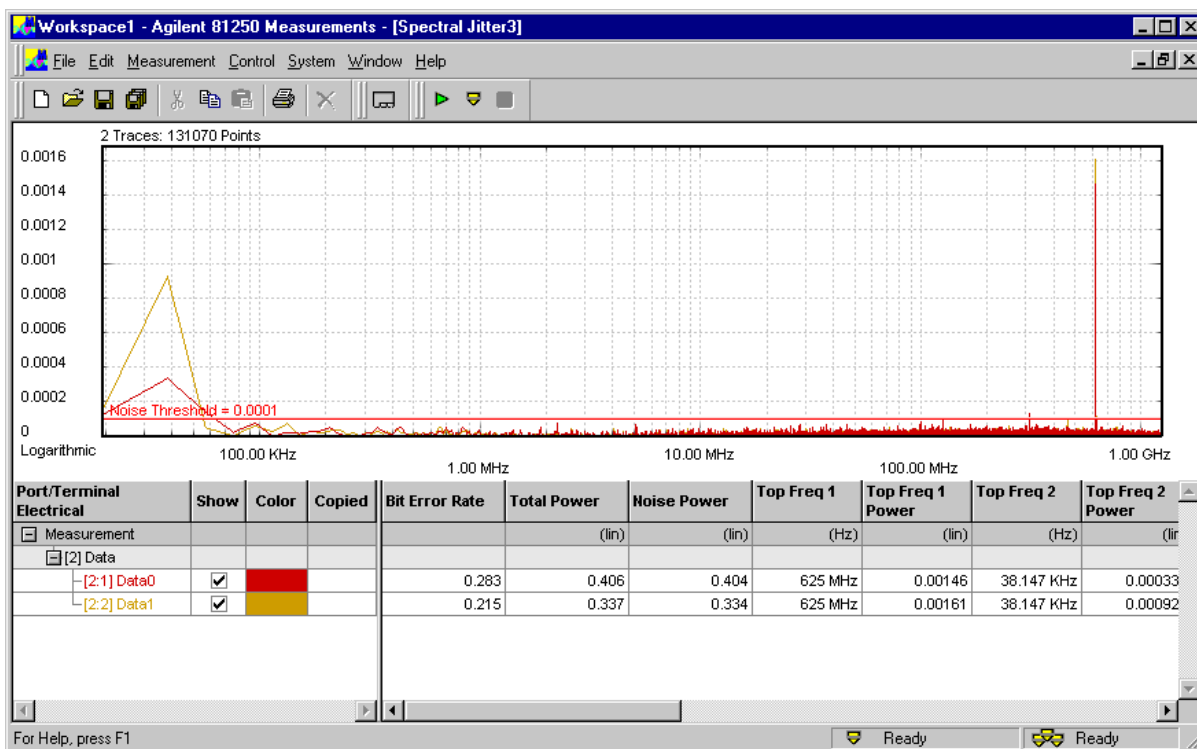 Workspace1 - Agilent 81250 Measurements - [Spectral Jitter3]
File Edit Measurement Control System Window Help
2 Traces: 131070 Points
0.0016
0.0014
0.0012
0.001
0.0008
0.0006
0.0004
0.0002
Noise Threshold = 0.0001
0
Logarithmic
100.00 KHz
1.00 MHz
10.00 MHz
100.00 MHz
1.00 GHz
Port/Terminal Electrical Show Color Copied Bit Error Rate Total Power Noise Power Top Freq 1 Top Freq 1 Power Top Freq 2 Top Freq 2 Power
Measurement (lin) (lin) (Hz) (lin) (Hz) (lin
[2] Data
[2:1] Data0 0.283 0.406 0.404 625 MHz 0.00146 38.147 KHz 0.00033
[2:2] Data1 0.215 0.337 0.334 625 MHz 0.00161 38.147 KHz 0.00092
For Help, press F1 Ready Ready